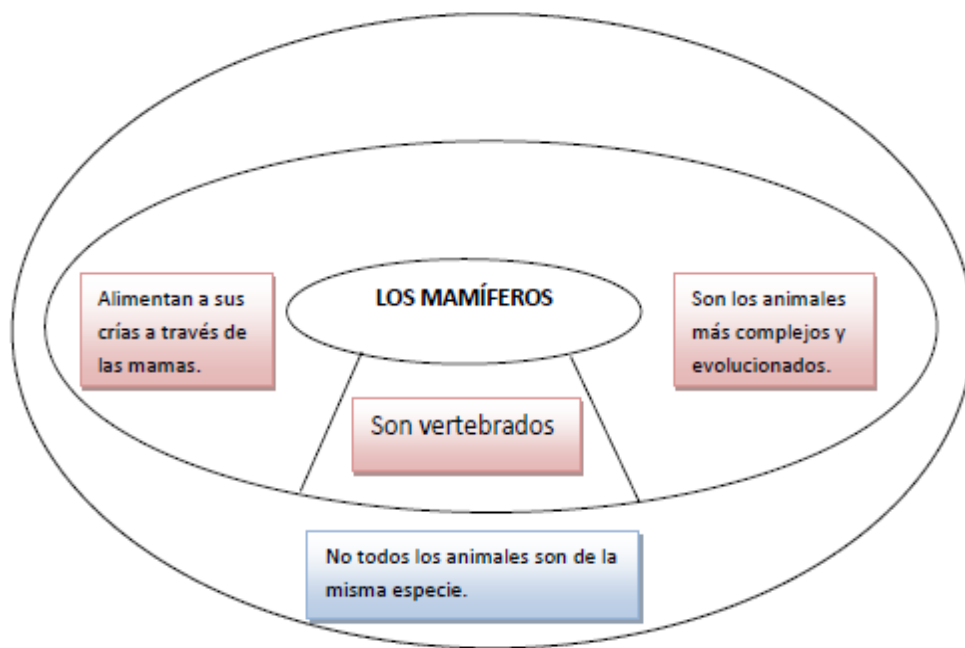 LOS MAMÍFEROS
Alimentan a sus
crías a través de
las mamas.
Son los animales
más complejos y
evolucionados.
Son vertebrados
No todos los animales son de la
misma especie.